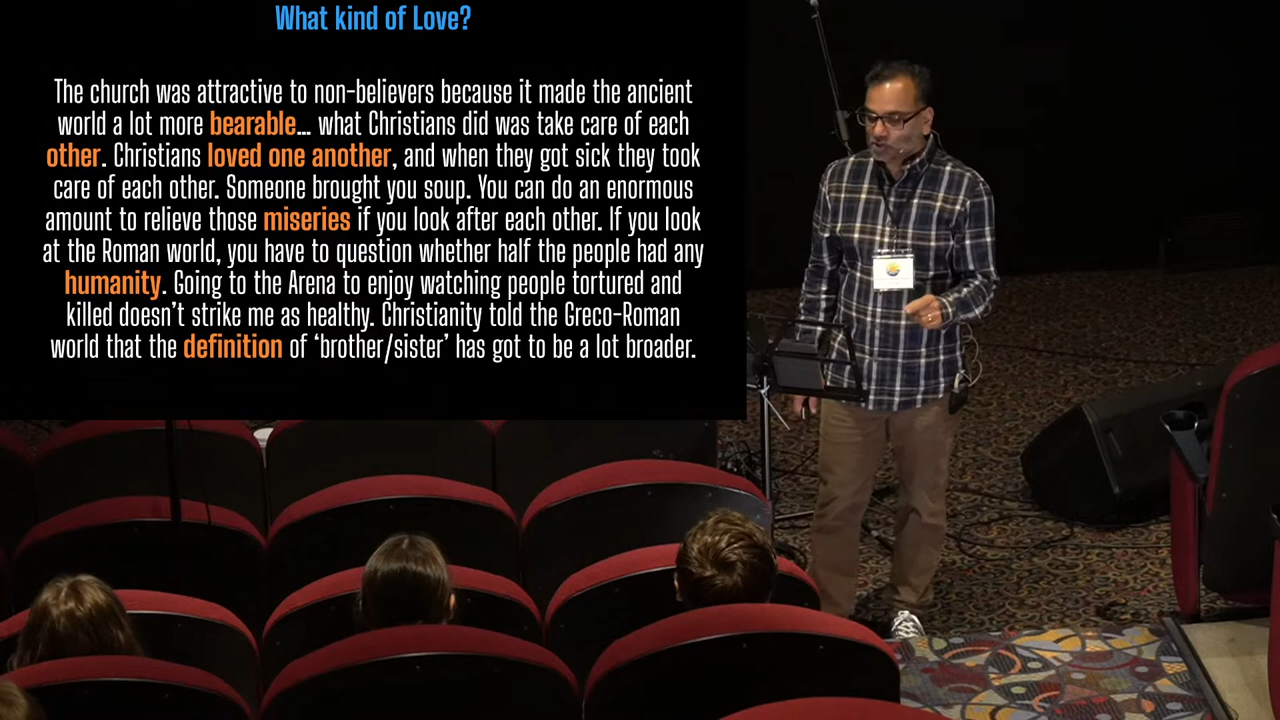 What kind of Love?
The church was attractive to non-believers because it made the ancient
world a lot more bearable... what Christians did was take care of each
other. Christians loved one another, and when they got sick they took
care of each other. Someone brought you soup. You can do an enormous
amount to relieve those miseries if you look after each other. If you look
at the Roman world, you have to question whether half the people had any
humanity. Going to the Arena to enjoy watching people tortured and
killed doesn’t strike me as healthy. Christianity told the Greco-Roman
world that the definition of ‘brother/sister’ has got to be a lot broader.